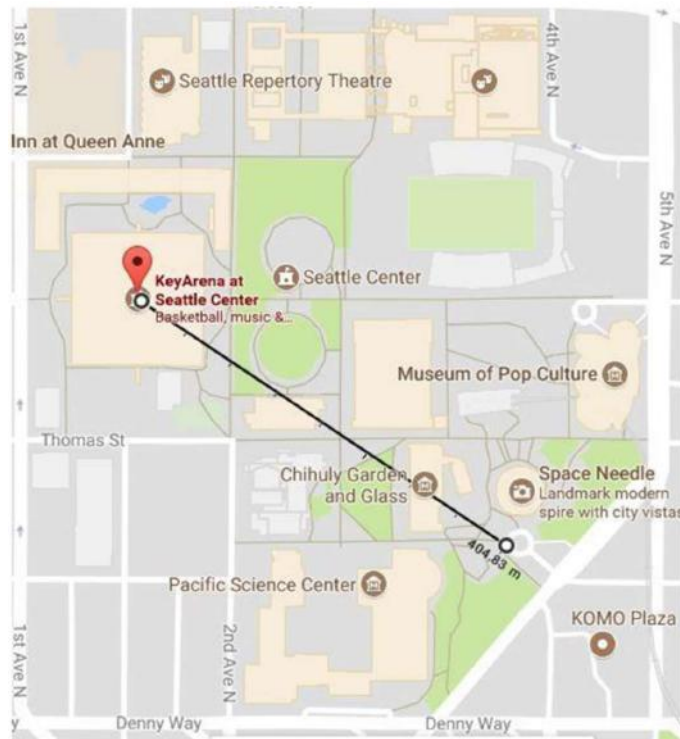 1st Ave N
4th Ave N
Seattle Repertory Theatre
Inn at Queen Anne
5th Ave N
KeyArena at
Seattle Center
Basketball, music &...
Seattle Center
Museum of Pop Culture
Thomas St
Chihuly Garden
and Glass
Space Needle
Landmark modern
spire with city vistas
404.83 m
Pacific Science Center
KOMO Plaza
1st Ave N
2nd Ave N
y
Denny Way
Denny Way